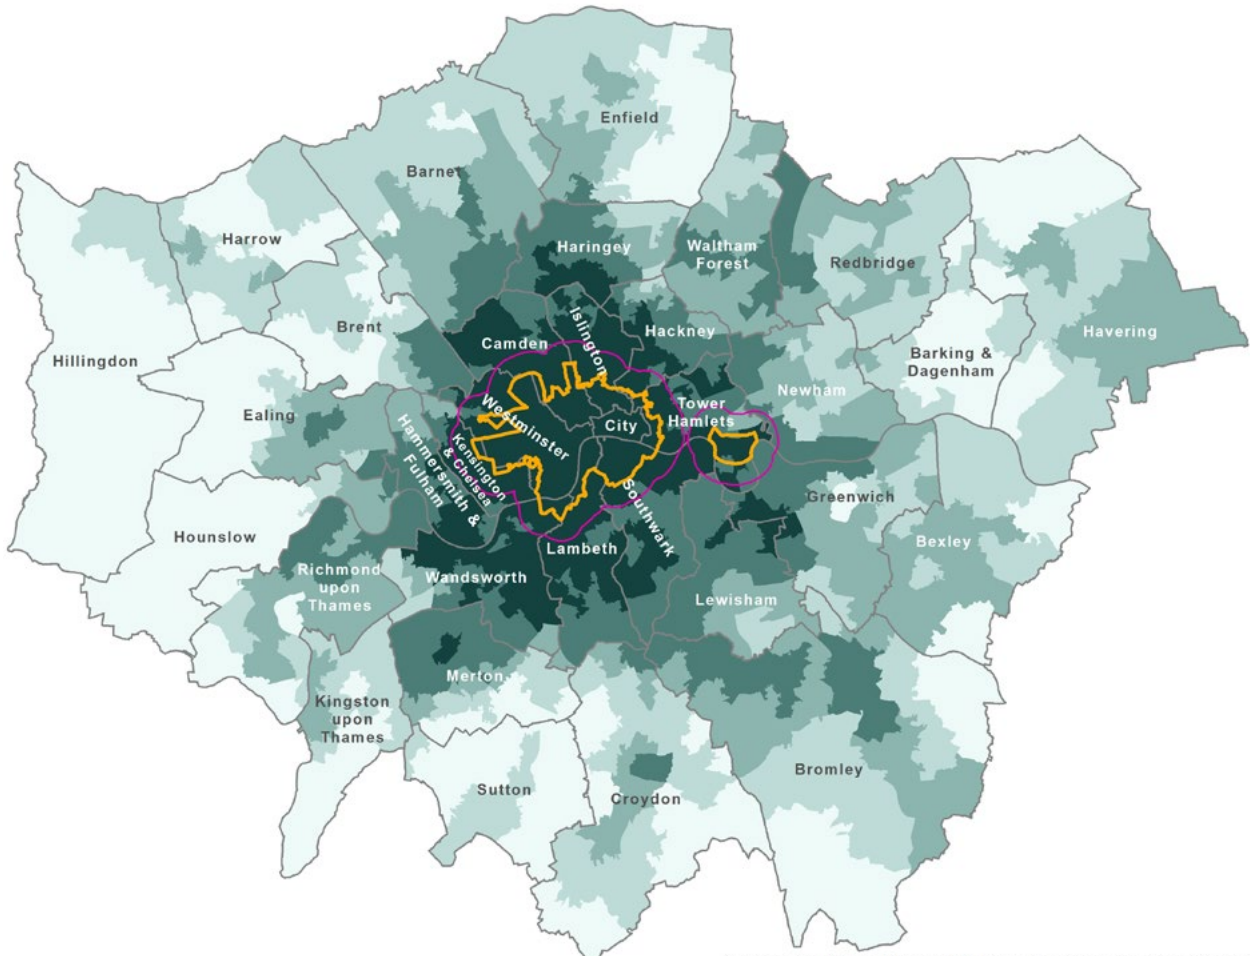 Enfield
Barnet
Harrow
Haringey
Waltham
Forest
Redbridge
Havering
Hillingdon
Brent
Camden
Islington
Hackney
Barking &
Dagenham
Ealing
Westminster
City
Tower
Hamlets
Newham
Hammersmith &
Fulham
Kensington
& Chelsea
Southwark
Greenwich
Hounslow
Bexley
Richmond
upon
Thames
Wandsworth
Lambeth
Lewisham
Merton
Kingston
upon
Thames
Sutton
Croydon
Bromley